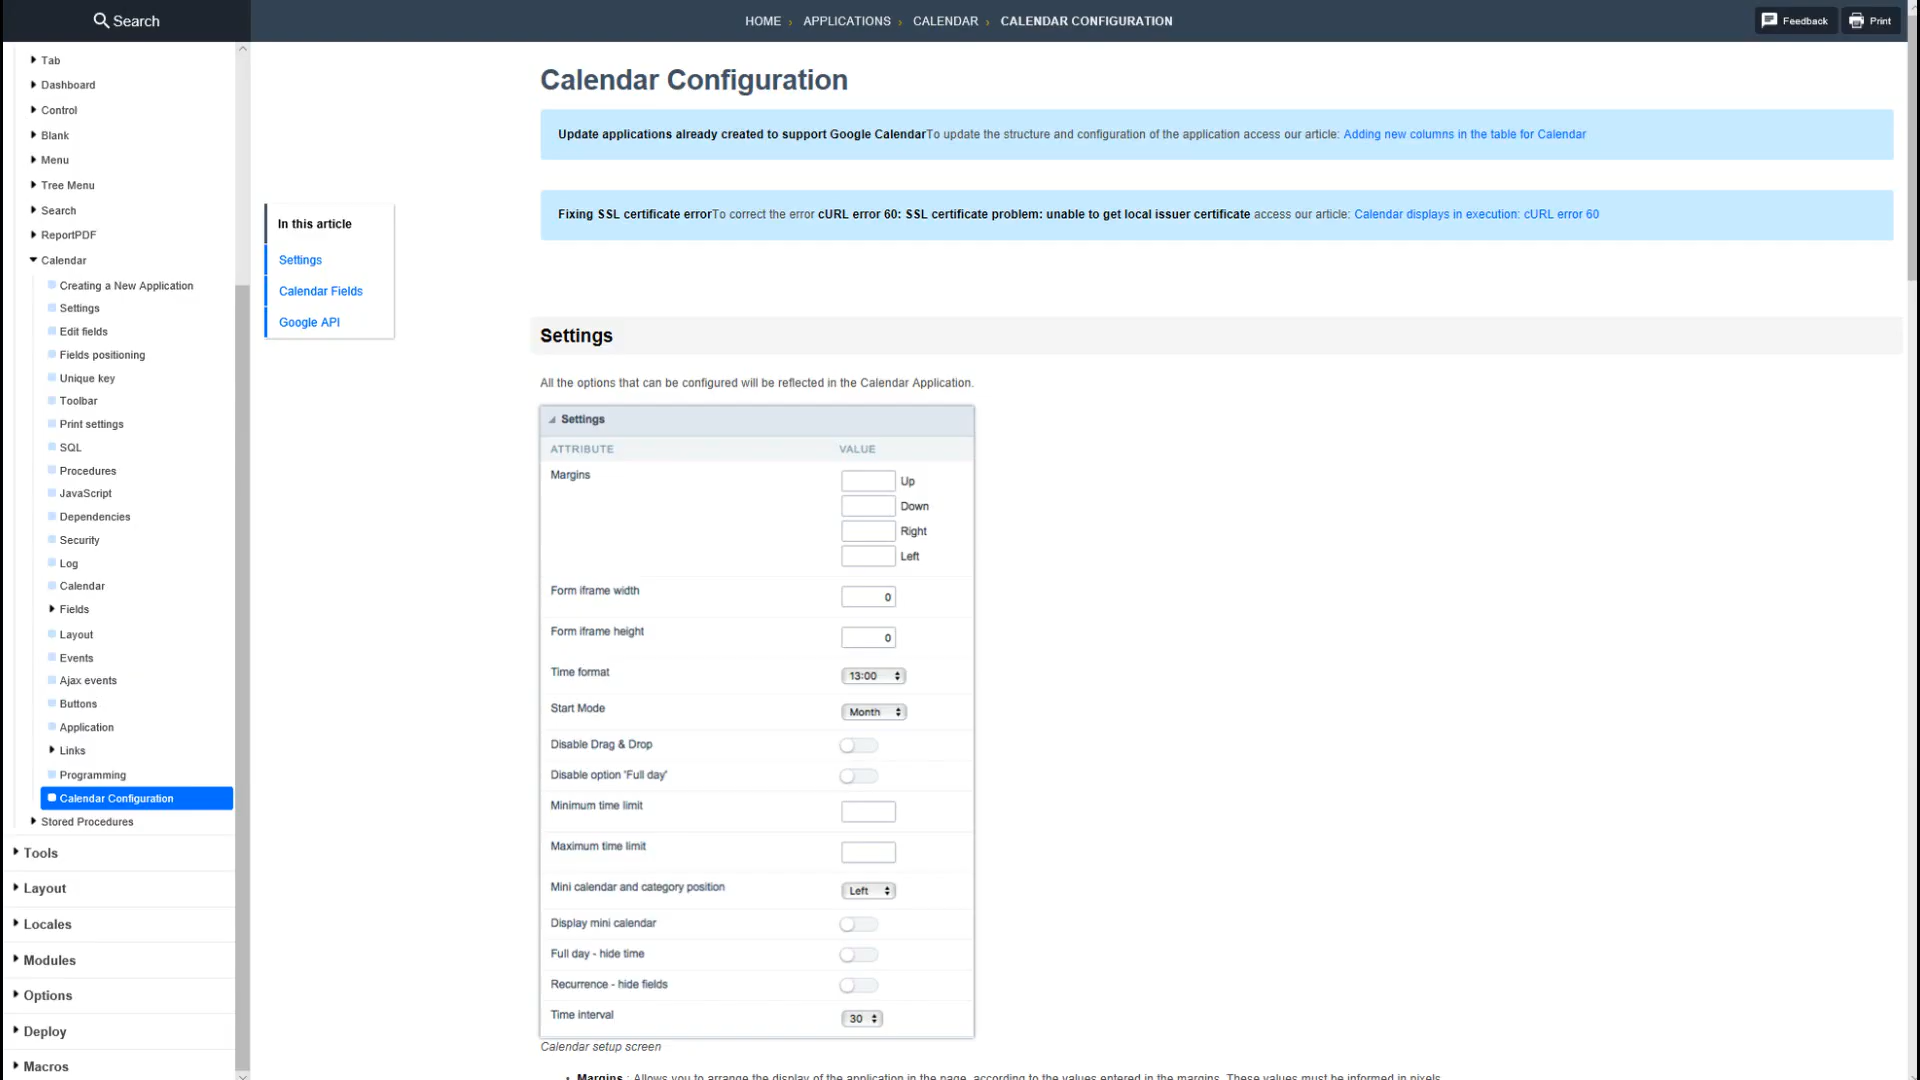 Search
HOME › APPLICATIONS › CALENDAR › CALENDAR CONFIGURATION
Feedback
Print
Tab
Dashboard
Control
Blank
Menu
Tree Menu
Search
ReportPDF
Calendar
Creating a New Application
Settings
Edit fields
Fields positioning
Unique key
Toolbar
Print settings
SQL
Procedures
JavaScript
Dependencies
Security
Log
Calendar
Fields
Layout
Events
Ajax events
Buttons
Application
Links
Programming
Calendar Configuration
Stored Procedures
Tools
Layout
Locales
Modules
Options
Deploy
Macros
In this article
Settings
Calendar Fields
Google API
Calendar Configuration
Update applications already created to support Google CalendarTo update the structure and configuration of the application access our article: Adding new columns in the table for Calendar
Fixing SSL certificate errorTo correct the error cURL error 60: SSL certificate problem: unable to get local issuer certificate access our article: Calendar displays in execution: cURL error 60
Settings
All the options that can be configured will be reflected in the Calendar Application.
Settings
ATTRIBUTE VALUE
Margins
Up
Down
Right
Left
Form iframe width 0
Form iframe height 0
Time format 13:00
Start Mode Month
Disable Drag & Drop
Disable option 'Full day'
Minimum time limit
Maximum time limit
Mini calendar and category position Left
Display mini calendar
Full day - hide time
Recurrence - hide fields
Time interval 30
Calendar setup screen
• Margins : Allows you to arrange the display of the application in the page, according to the values entered in the margins. These values must be informed in pixels